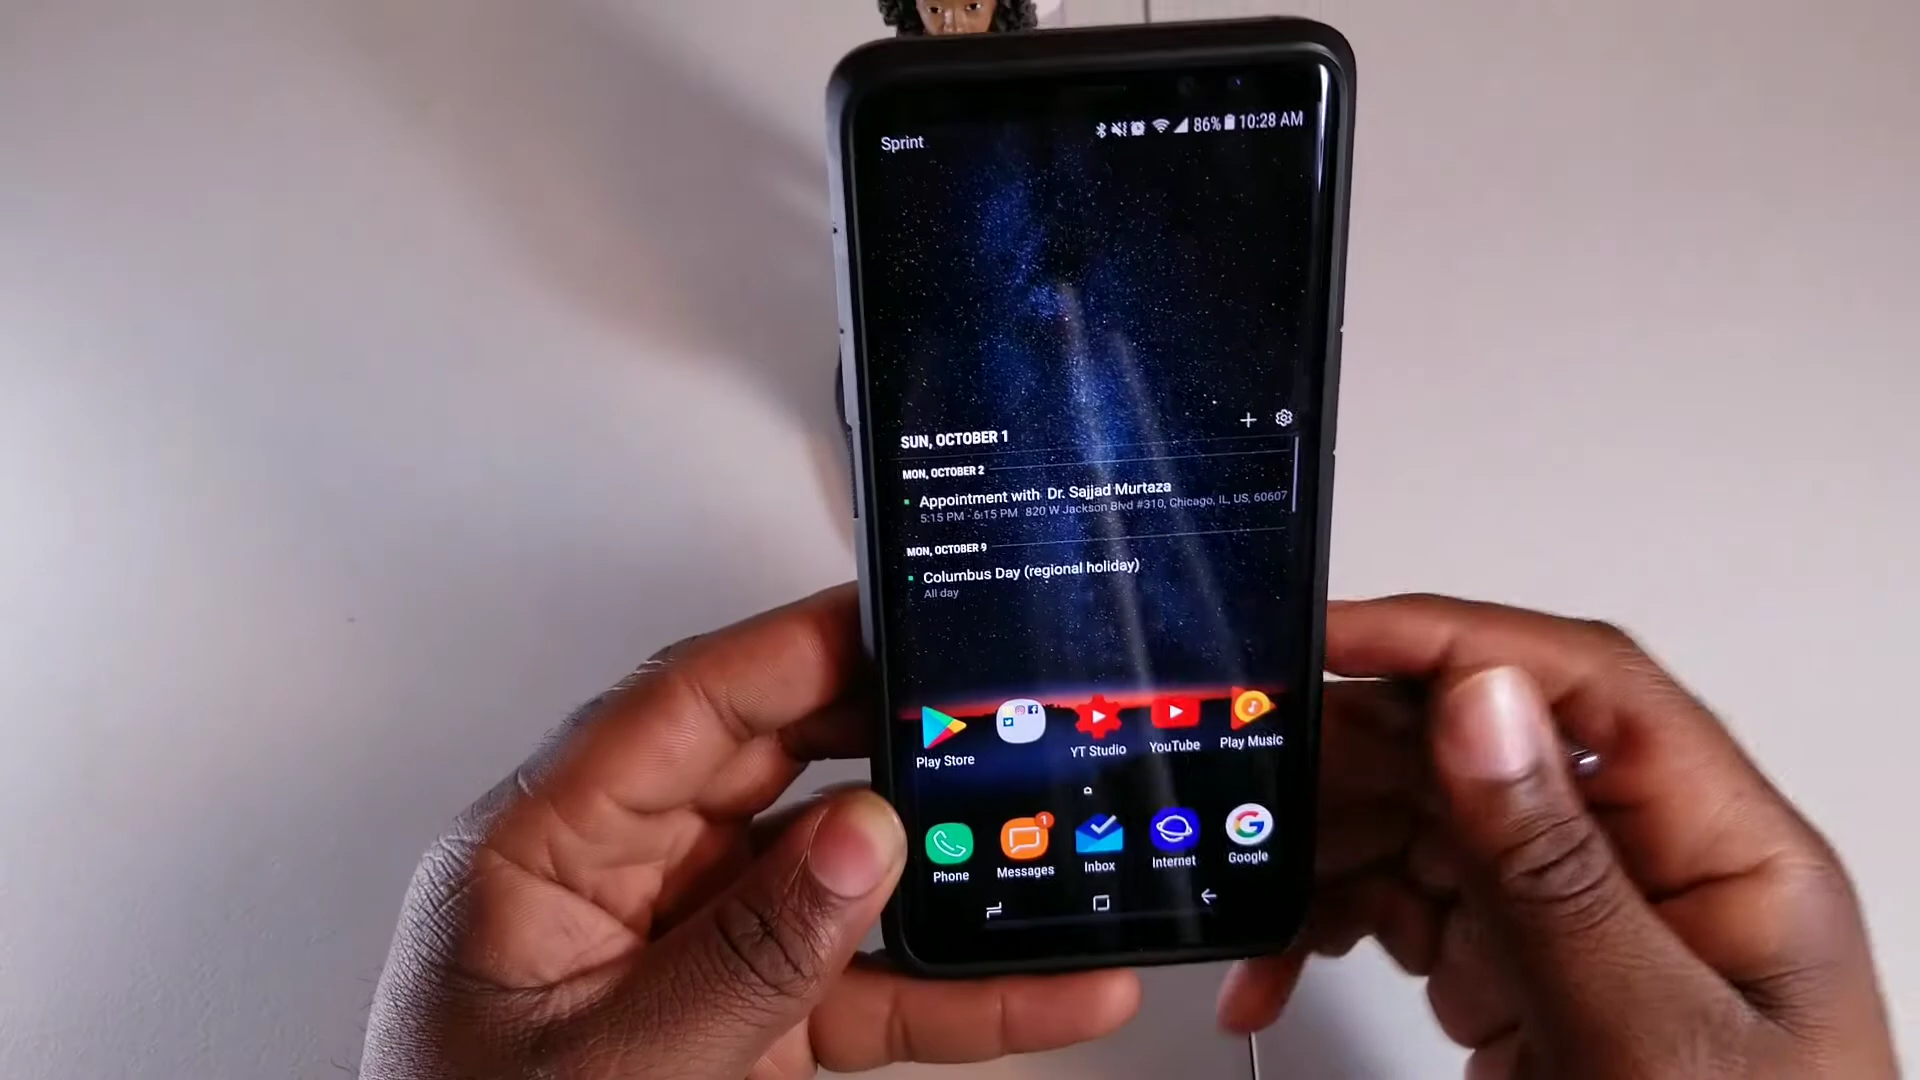 Sprint
86% 10:28 AM
SUN, OCTOBER 1
MON, OCTOBER 2
Appointment with Dr. Sajjad Murtaza
5:15 PM - 6:15 PM 820 W Jackson Blvd #310, Chicago, IL, US, 60607
MON, OCTOBER 9
Columbus Day (regional holiday)
All day
Play Store
YT Studio
YouTube
Play Music
1
Phone
Messages
Inbox
Internet
Google